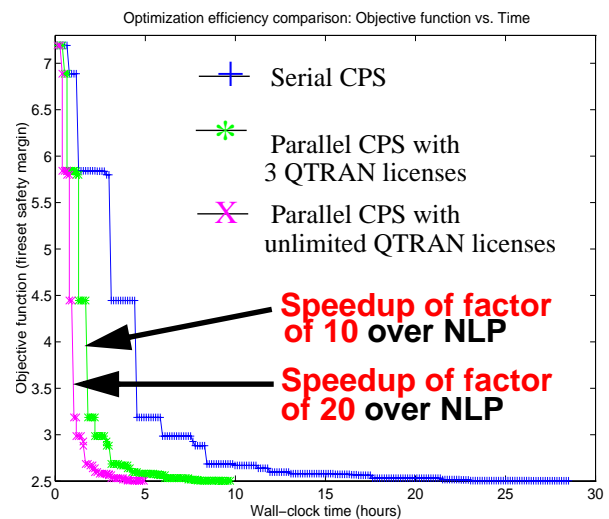 Optimization efficiency comparison: Objective function vs. Time
Objective function (fireset safety margin)
7
6.5
6
5.5
5
4.5
4
3.5
3
2.5
Serial CPS
Parallel CPS with
3 QTRAN licenses
Parallel CPS with
unlimited QTRAN licenses
Speedup of factor
of 10 over NLP
Speedup of factor
of 20 over NLP
0 5 10 15 20 25 30
Wall-clock time (hours)